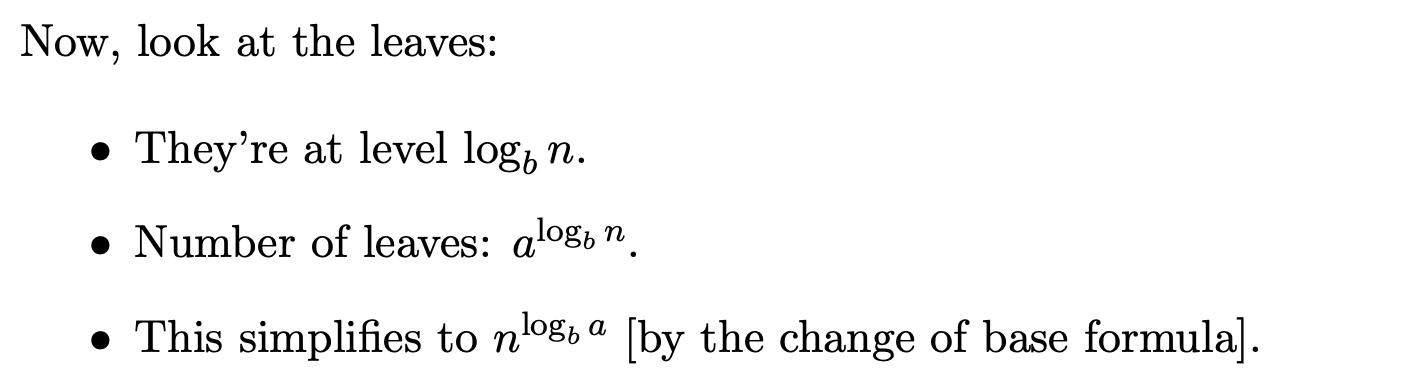 Now, look at the leaves:
• They're at level log_b n.
• Number of leaves: a^{log_b n}.
• This simplifies to n^{log_b a} [by the change of base formula].